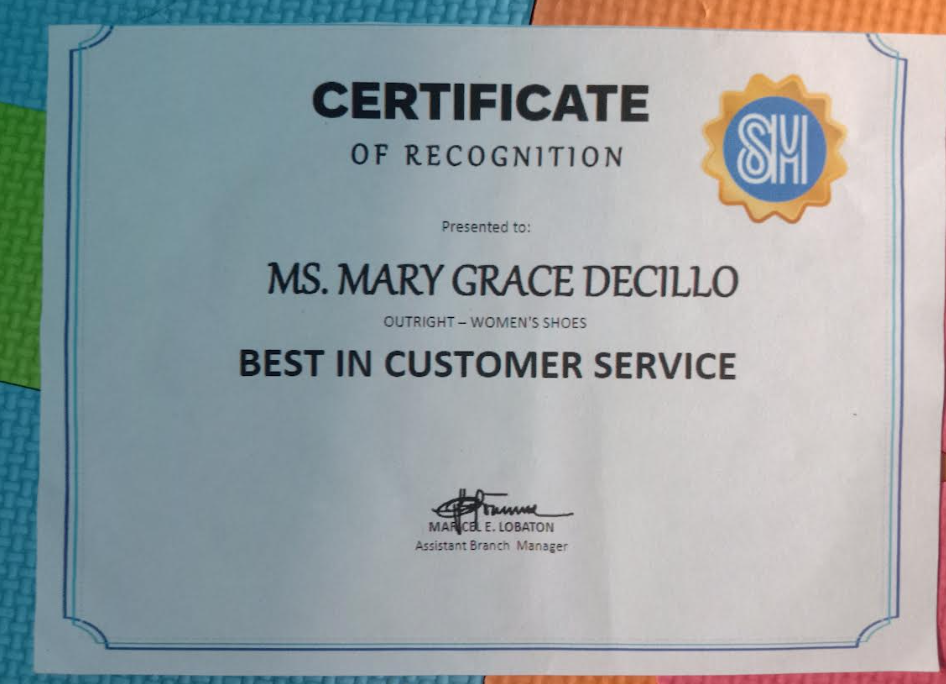 CERTIFICATE
OF RECOGNITION
SM
Presented to:
MS. MARY GRACE DECILLO
OUTRIGHT – WOMEN'S SHOES
BEST IN CUSTOMER SERVICE
MARICEL E. LOBATON
Assistant Branch Manager